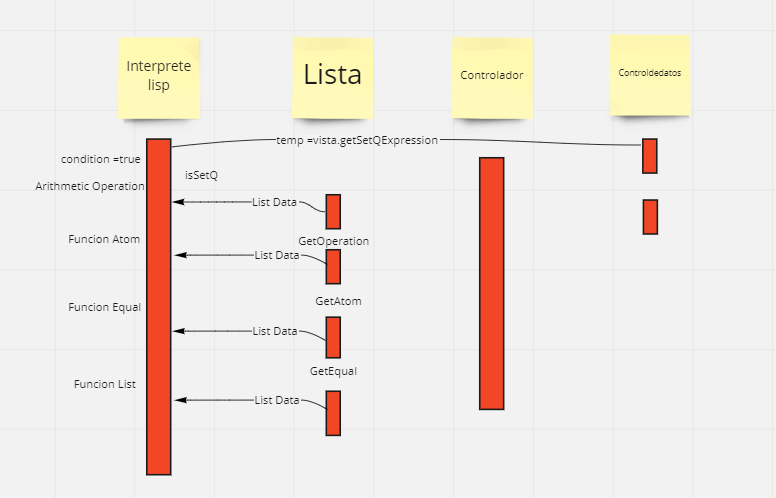 Interprete
lisp
Lista
Controlador
Controldedatos
temp =vista.getSetQExpression
condition =true
isSetQ
Arithmetic Operation
List Data
Funcion Atom
GetOperation
List Data
GetAtom
Funcion Equal
List Data
GetEqual
Funcion List
List Data